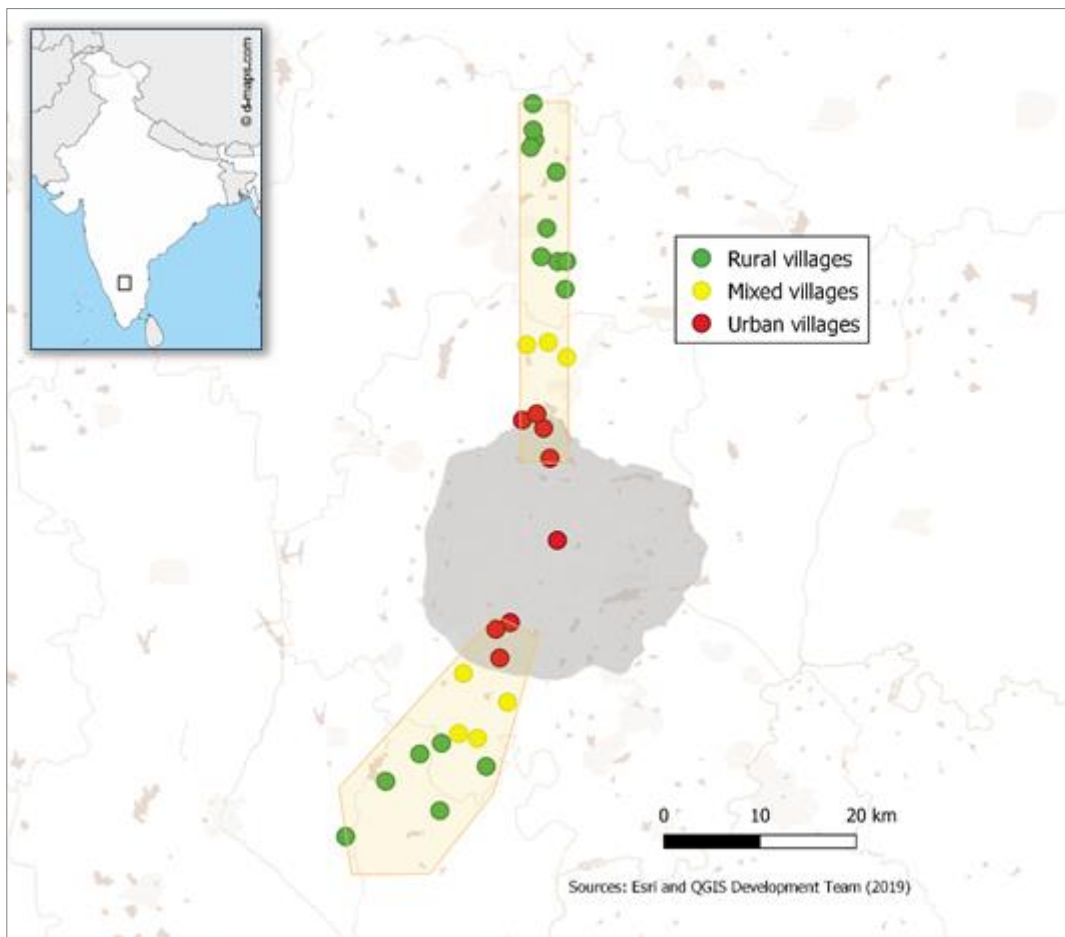 © d-maps.com
Rural villages
Mixed villages
Urban villages
0 10 20 km
Sources: Esri and QGIS Development Team (2019)